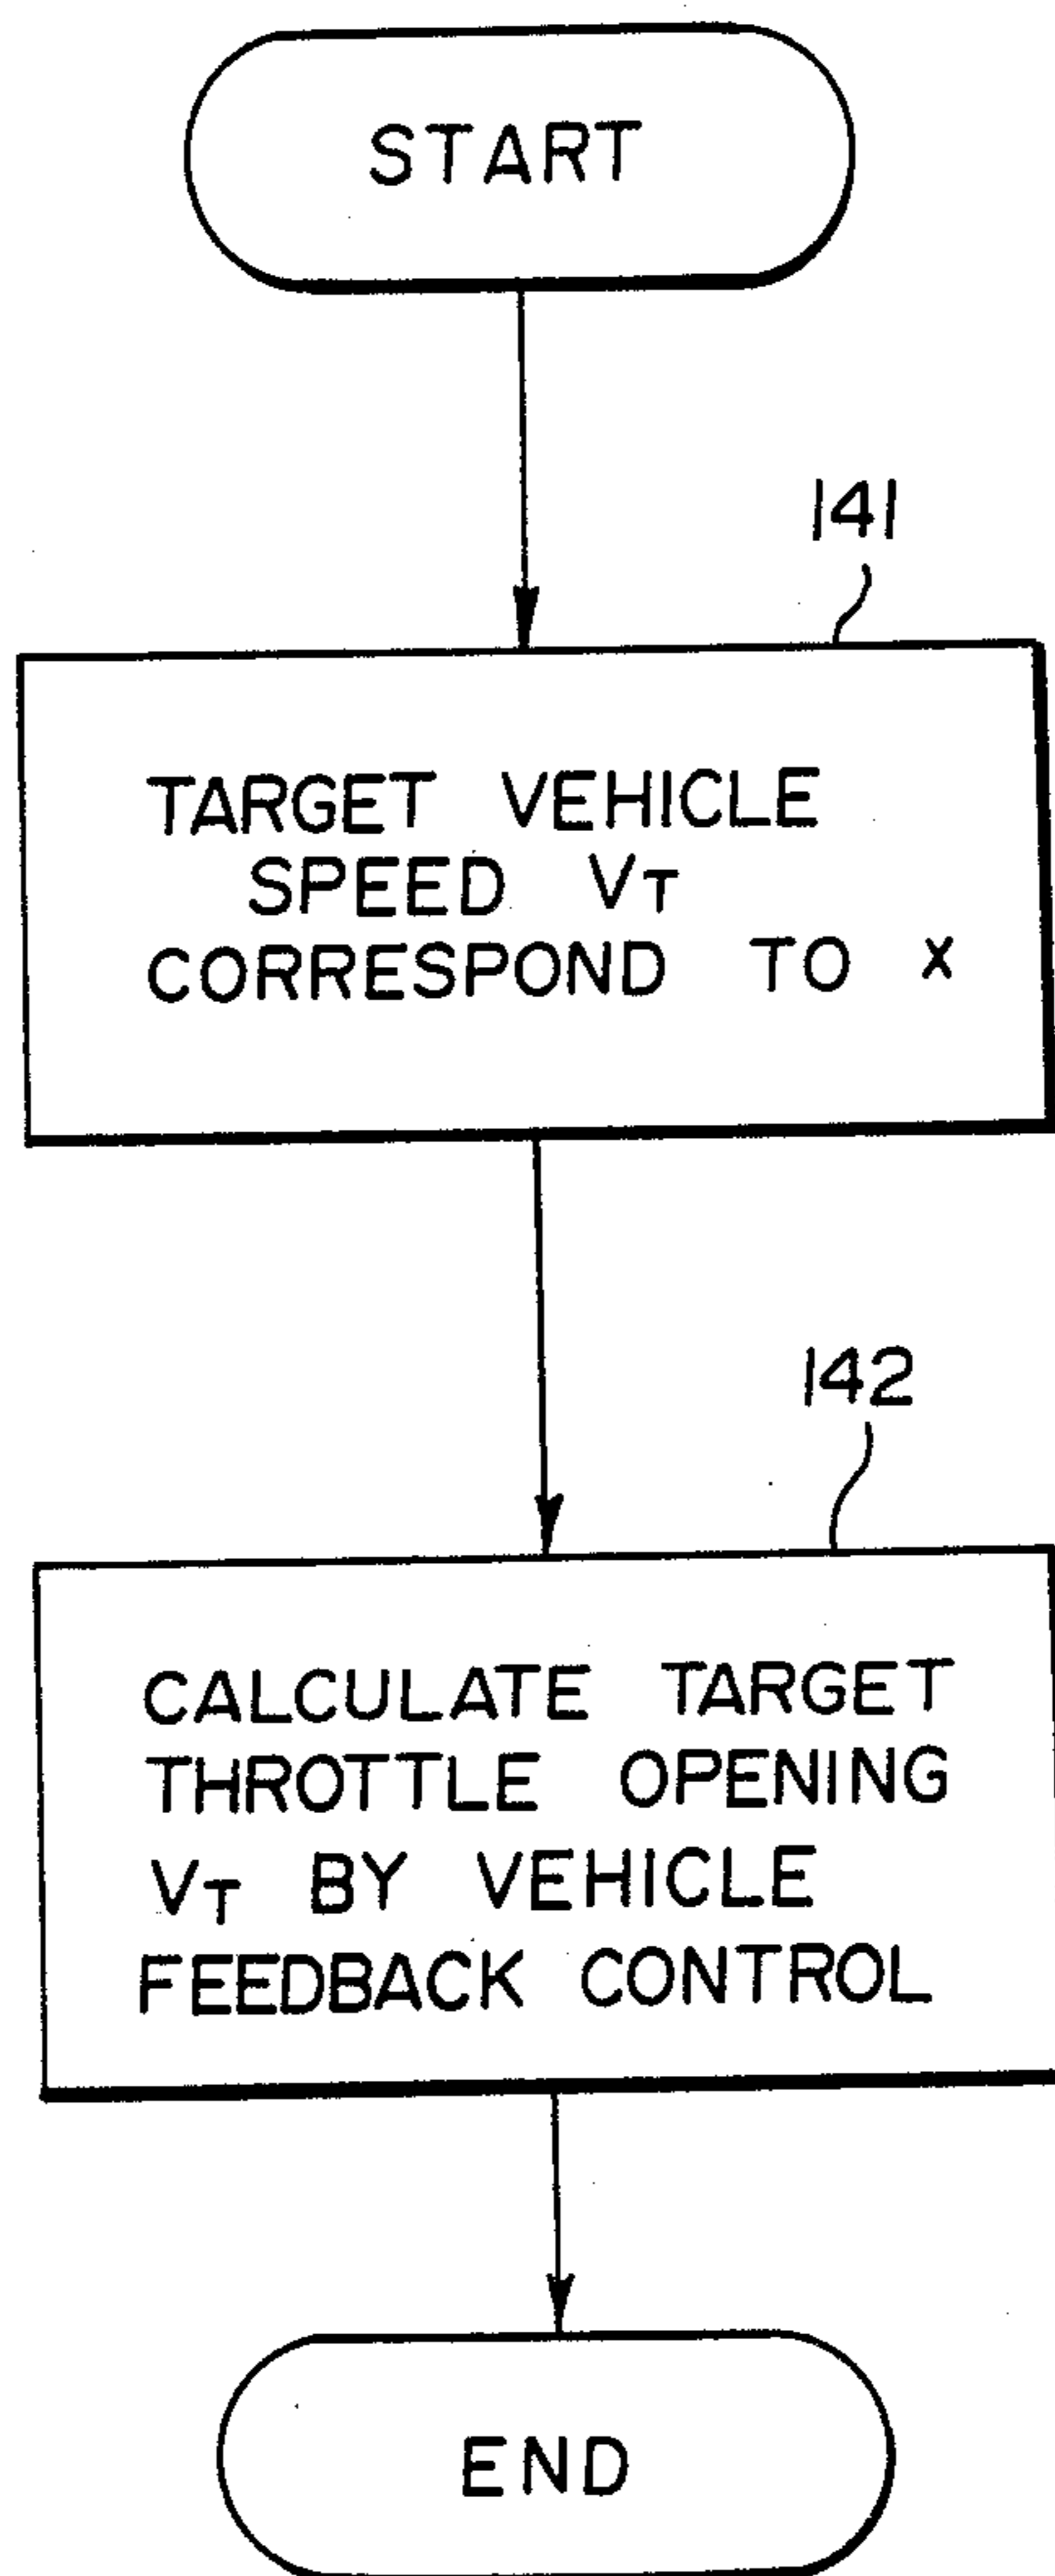 START
141
TARGET VEHICLE
SPEED VT
CORRESPOND TO X
142
CALCULATE TARGET
THROTTLE OPENING
VT BY VEHICLE
FEEDBACK CONTROL
END